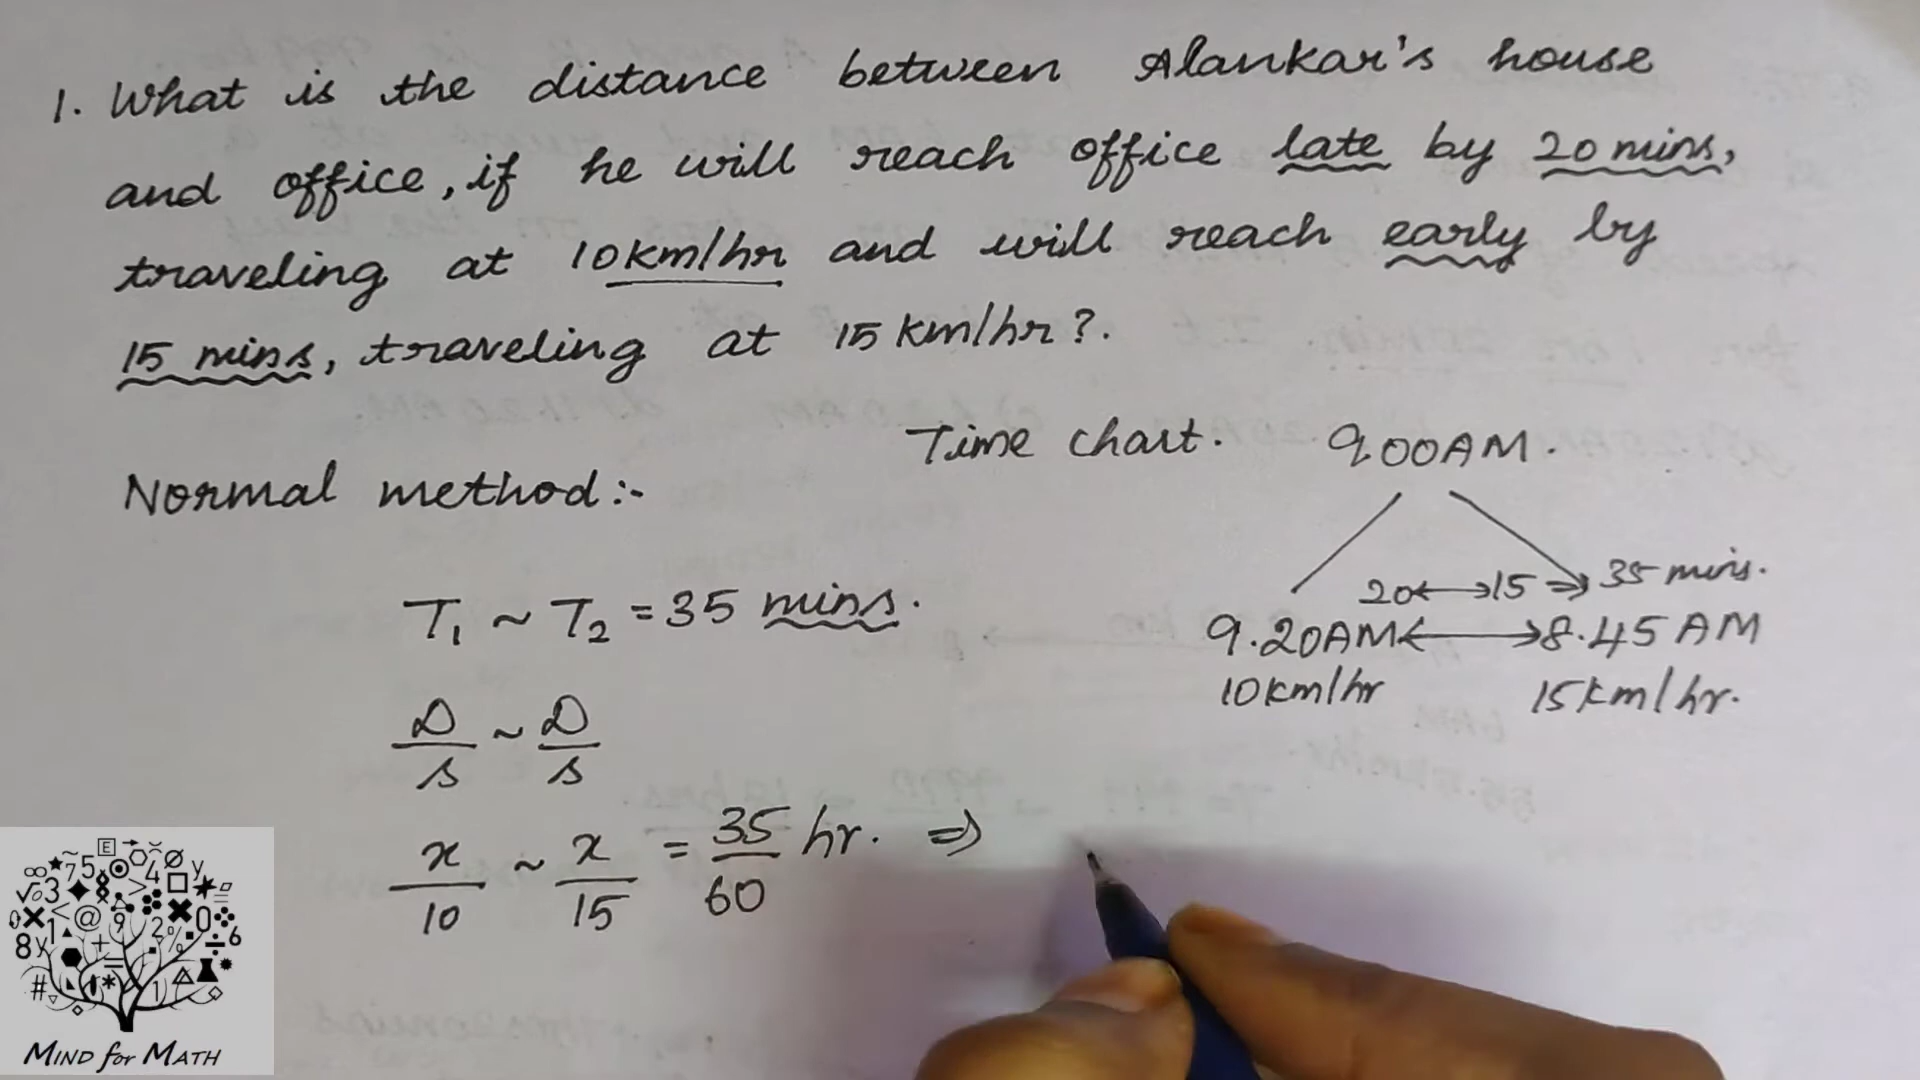 1. What is the distance between Alankar's house
and office, if he will reach office late by 20 mins,
traveling at 10km/hr and will reach early by
15 mins, traveling at 15 km/hr?.
Time chart. 9.00AM.
Normal method:-
20 ↔ 15 ⇒ 35 mins.
T₁ ~ T₂ = 35 mins.
9.20AM ↔ 8.45 AM
10km/hr 15km/hr.
D/s ~ D/s
x/10 ~ x/15 = 35/60 hr. ⇒
MIND for MATH